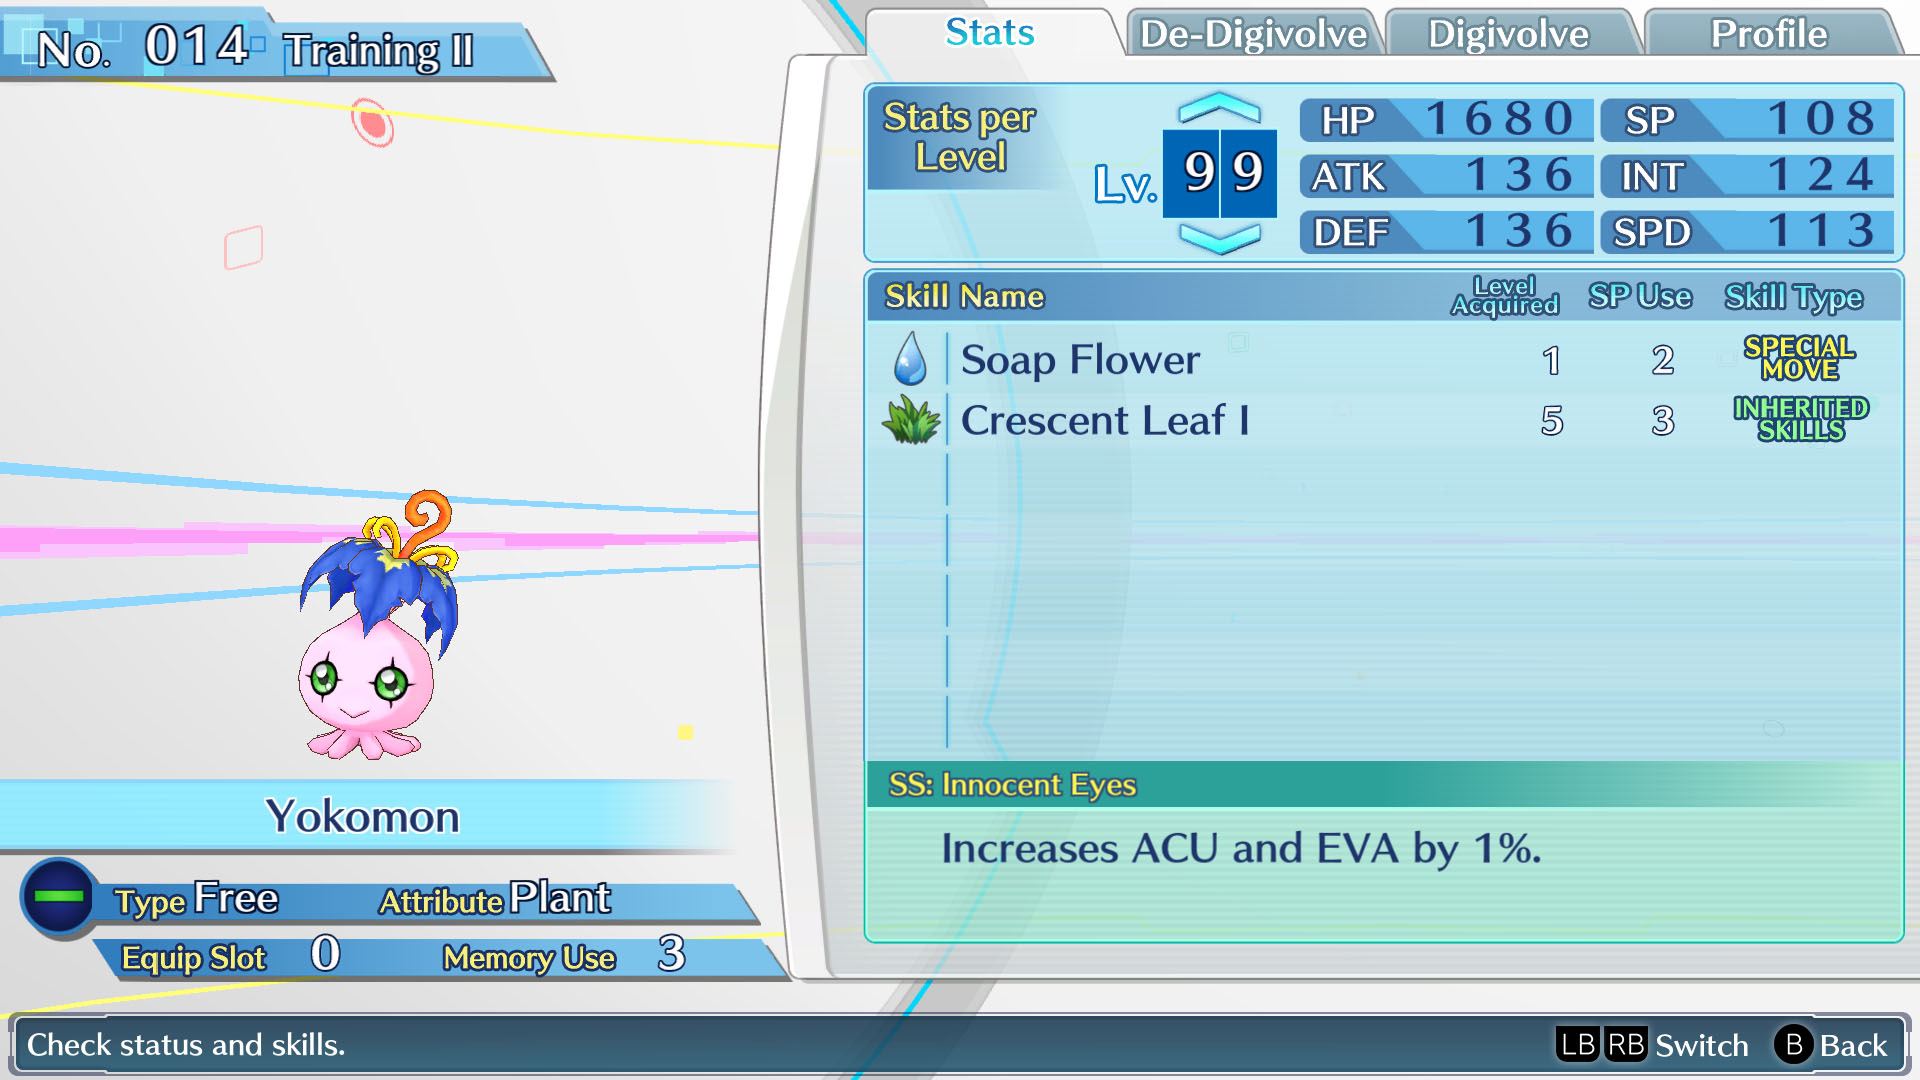 No. 014 Training II
Stats
De-Digivolve
Digivolve
Profile
Stats per
Level
Lv. 99
HP 1680
SP 108
ATK 136
INT 124
DEF 136
SPD 113
Skill Name
Level
Acquired
SP Use
Skill Type
Soap Flower 1 2 SPECIAL
MOVE
Crescent Leaf I 5 3 INHERITED
SKILLS
SS: Innocent Eyes
Increases ACU and EVA by 1%.
Yokomon
Type Free Attribute Plant
Equip Slot 0 Memory Use 3
Check status and skills.
LB RB Switch B Back